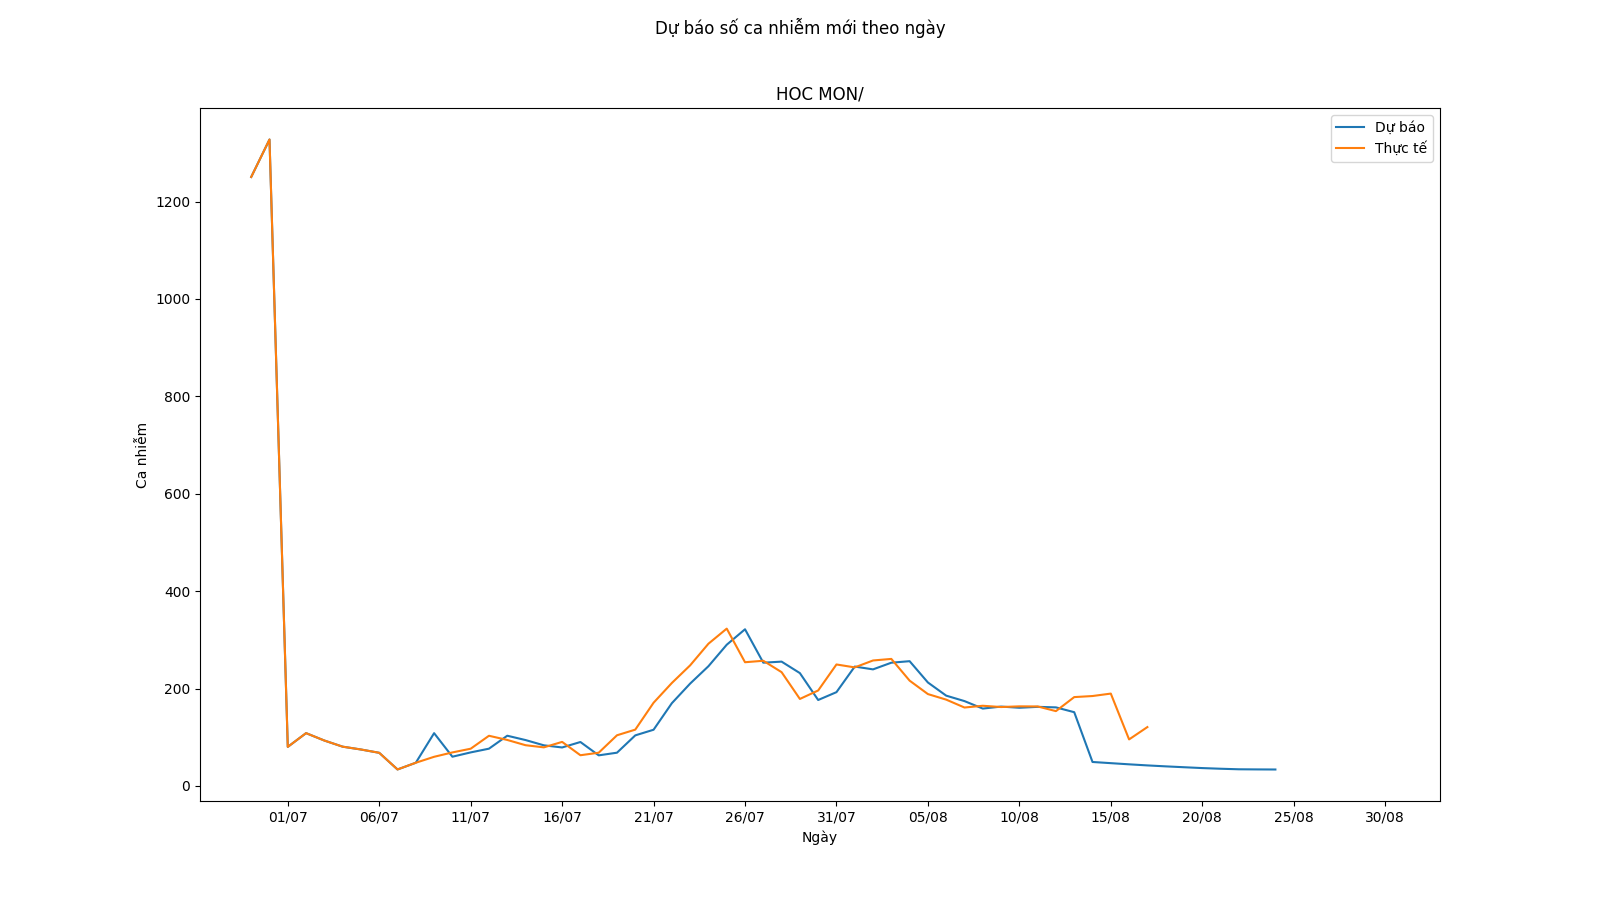 Dự báo số ca nhiễm mới theo ngày
HOC MON/
Dự báo
Thực tế
1200
1000
800
600
400
200
0
Ca nhiễm
01/07 06/07 11/07 16/07 21/07 26/07 31/07 05/08 10/08 15/08 20/08 25/08 30/08
Ngày